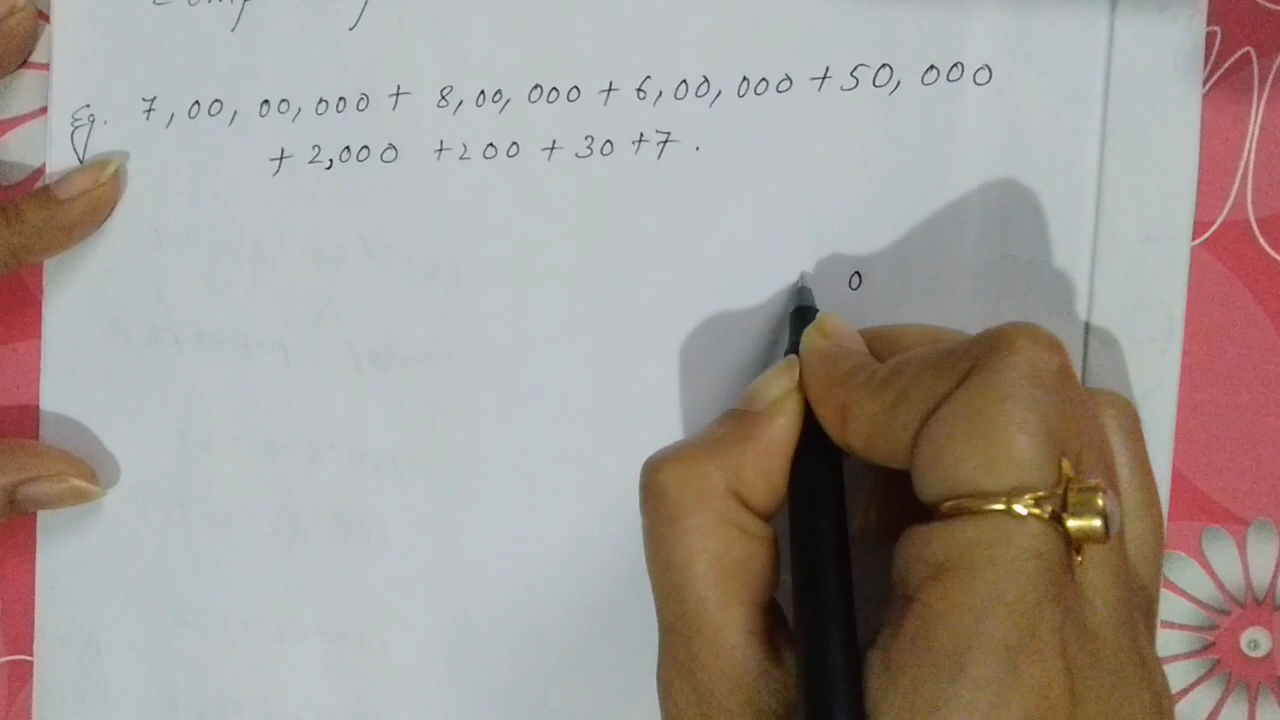 Eg. 7,00,00,000 + 8,00,000 + 6,00,000 + 50,000
+ 2,000 + 200 + 30 + 7.
0